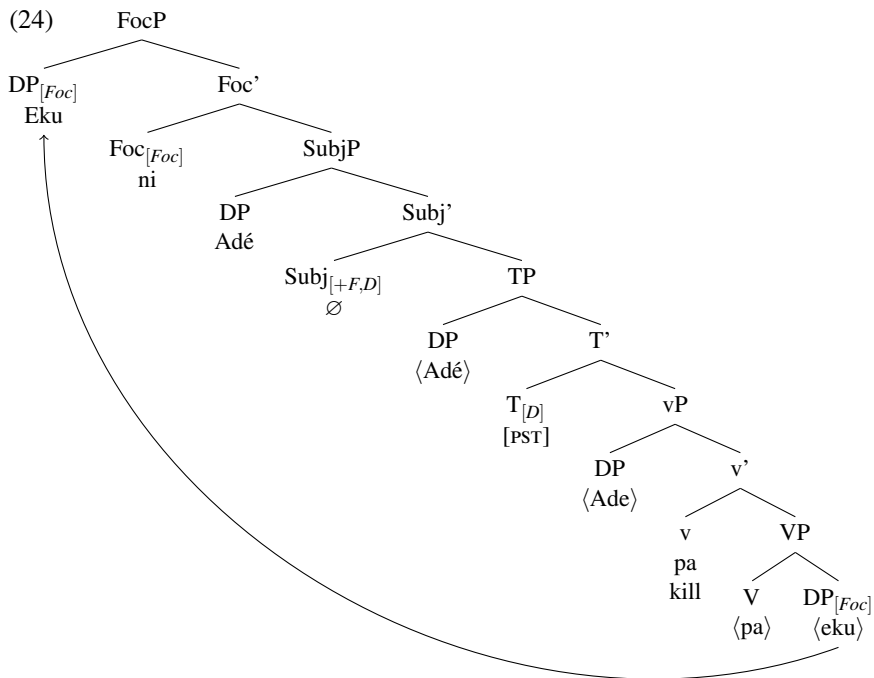 (24) FocP
DP[Foc] Foc'
Eku
Foc[Foc] SubjP
ni
DP Subj'
Adé
Subj[+F,D] TP
∅
DP T'
⟨Adé⟩
T[D] vP
[PST]
DP v'
⟨Ade⟩
v VP
pa
kill
V DP[Foc]
⟨pa⟩ ⟨eku⟩